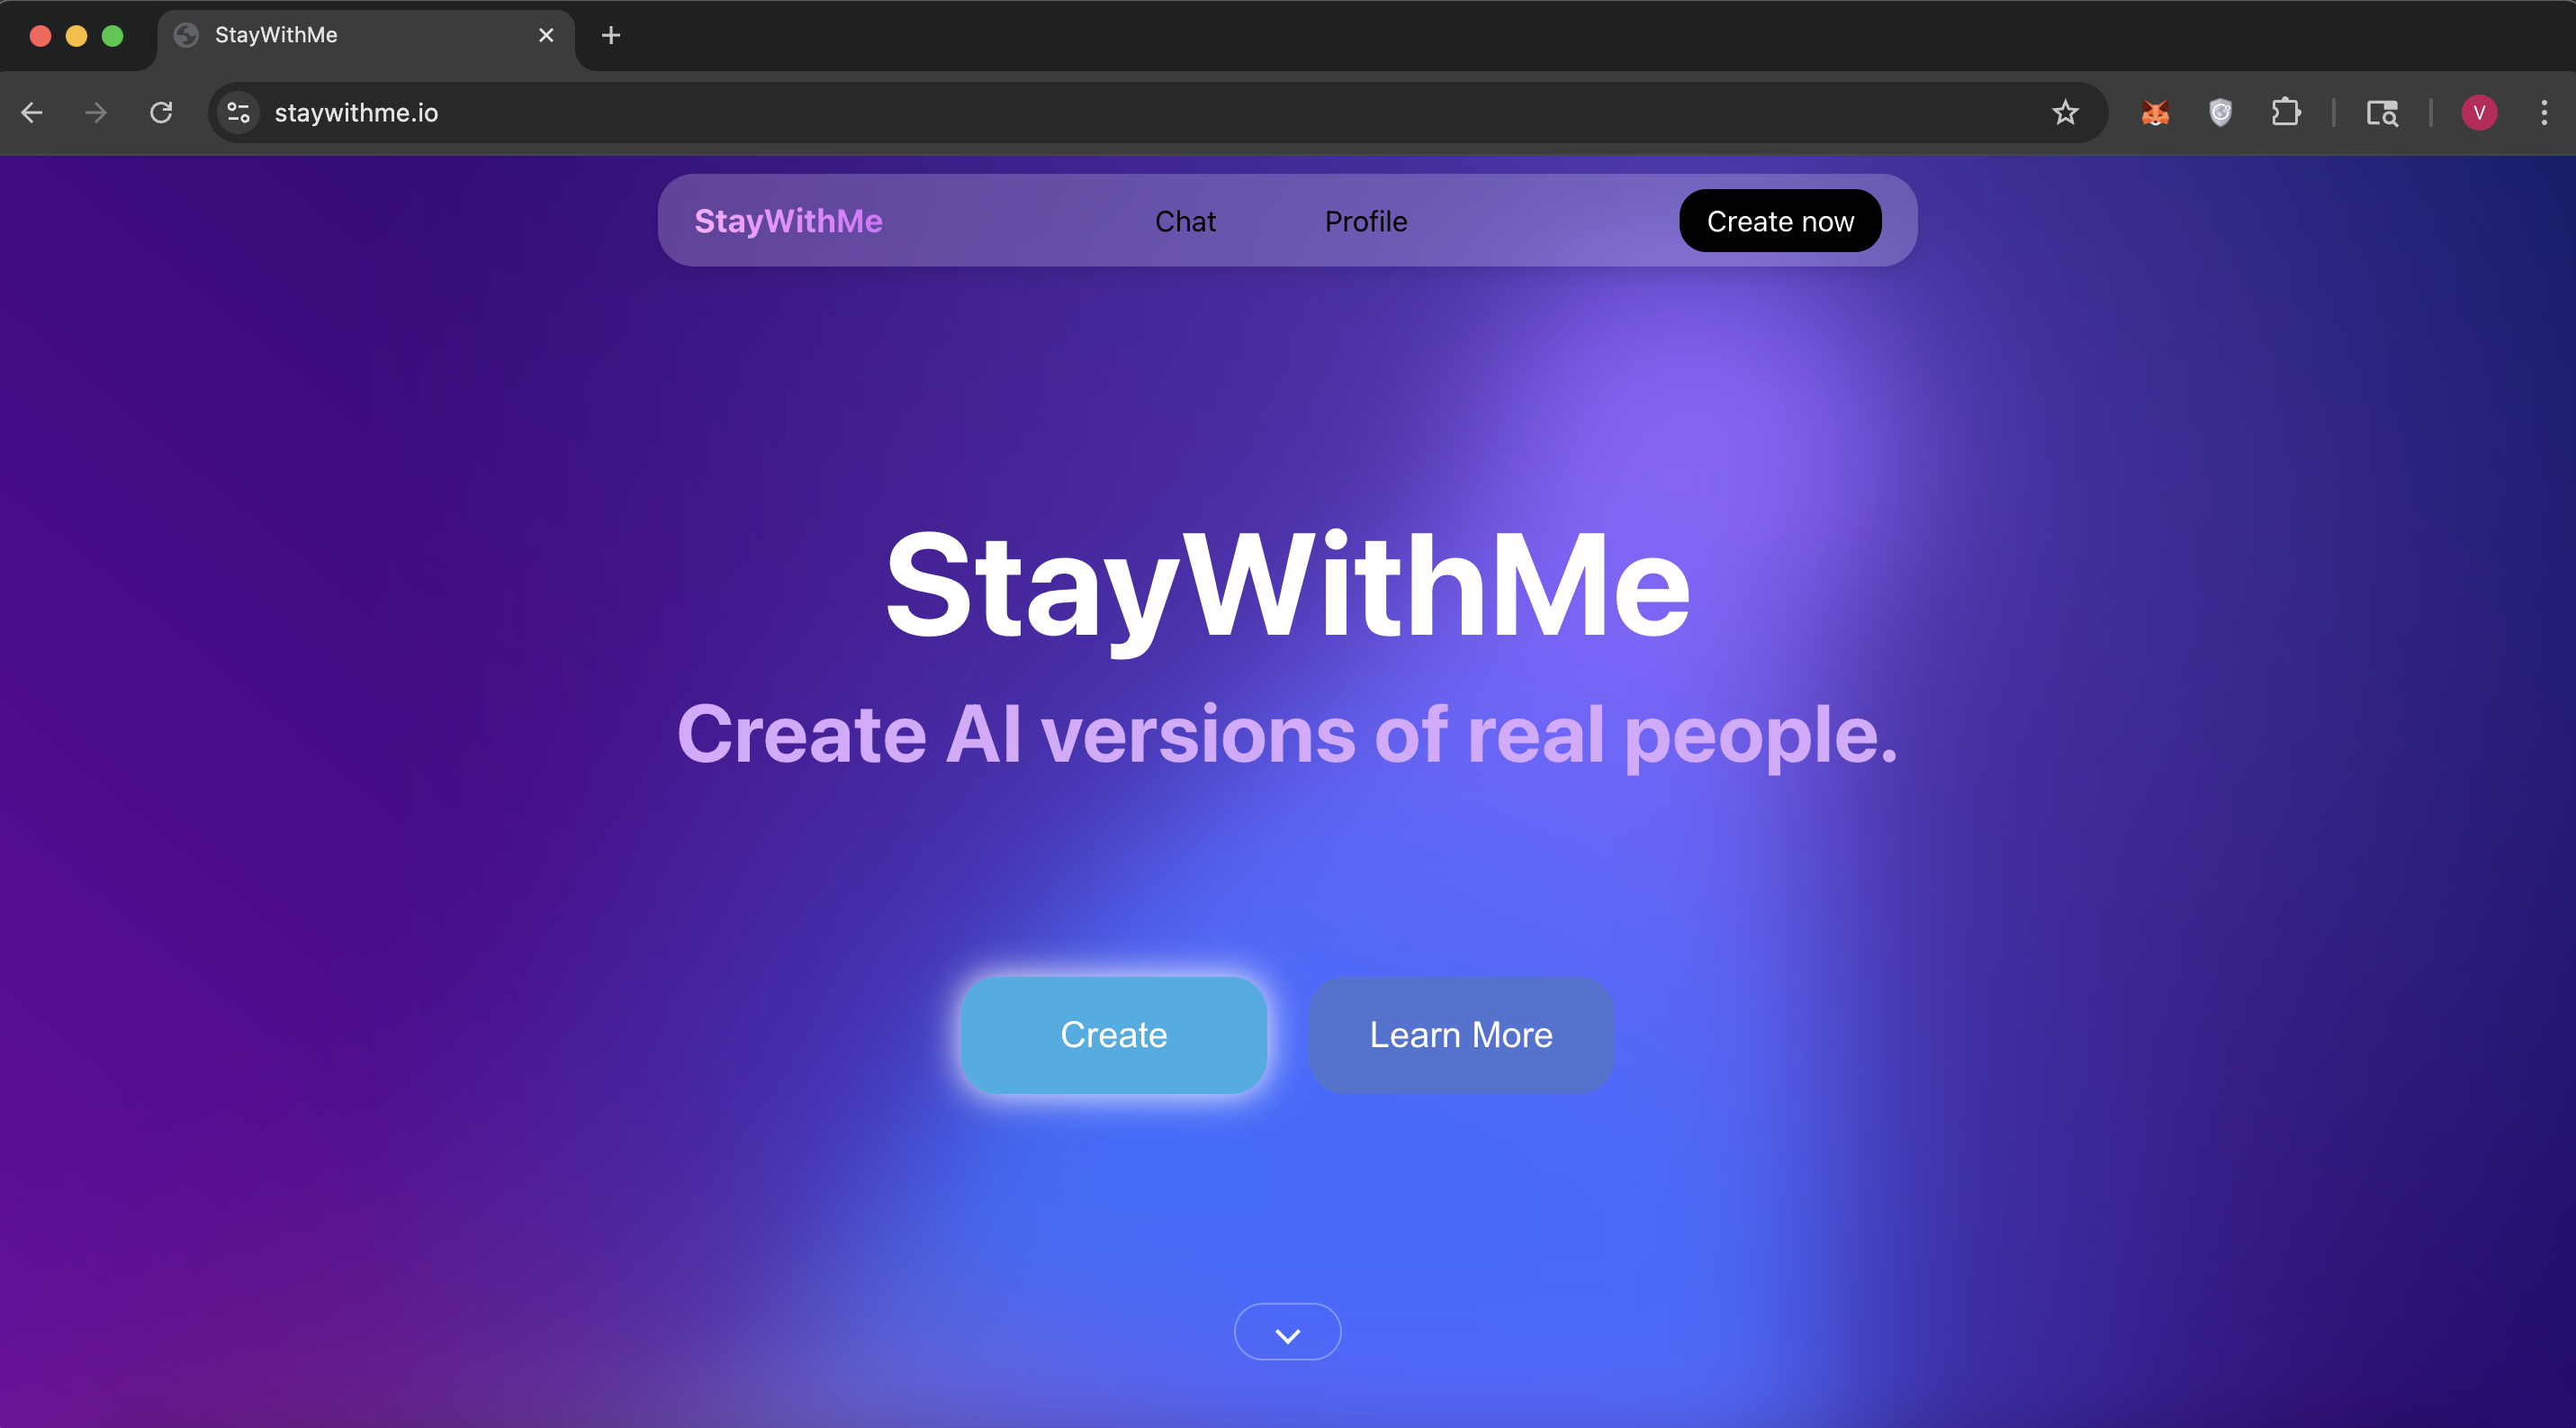 StayWithMe
staywithme.io
V
StayWithMe Chat Profile Create now
StayWithMe
Create AI versions of real people.
Create Learn More